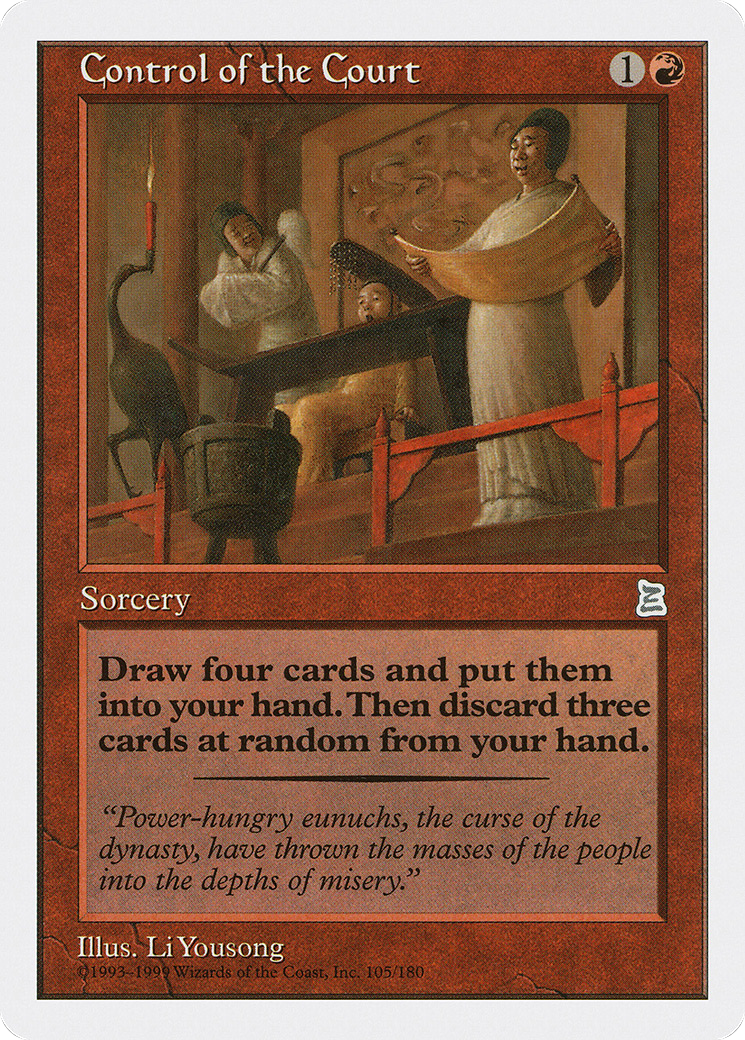 Control of the Court
1
Sorcery
Draw four cards and put them
into your hand. Then discard three
cards at random from your hand.
“Power-hungry eunuchs, the curse of the
dynasty, have thrown the masses of the people
into the depths of misery.”
Illus. Li Yousong
©1993–1999 Wizards of the Coast, Inc. 105/180